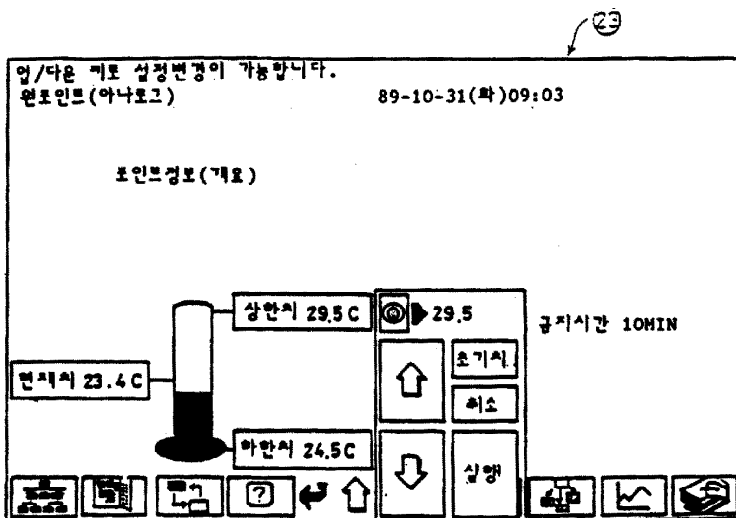 23
업/다운 키로 설정변경이 가능합니다.
원포인트(아나로그)
89-10-31(화)09:03
포인트정보(개요)
상한치 29.5C
29.5
금지시간 10MIN
초기치
현재치 23.4C
취소
하한치 24.5C
실행
?